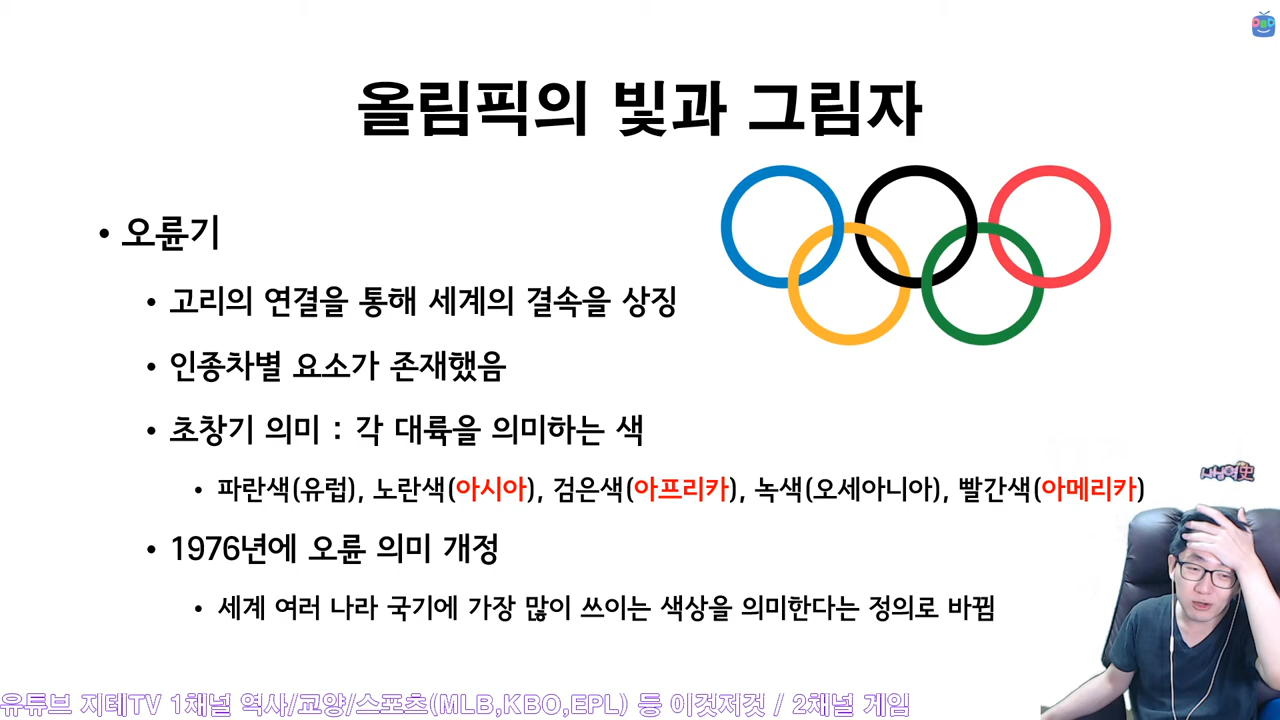 올림픽의 빛과 그림자
• 오륜기
• 고리의 연결을 통해 세계의 결속을 상징
• 인종차별 요소가 존재했음
• 초창기 의미 : 각 대륙을 의미하는 색
• 파란색(유럽), 노란색(아시아), 검은색(아프리카), 녹색(오세아니아), 빨간색(아메리카)
• 1976년에 오륜 의미 개정
• 세계 여러 나라 국기에 가장 많이 쓰이는 색상을 의미한다는 정의로 바뀜
유튜브 지테TV 1채널 역사/교양/스포츠(MLB,KBO,EPL) 등 이것저것 / 2채널 게임